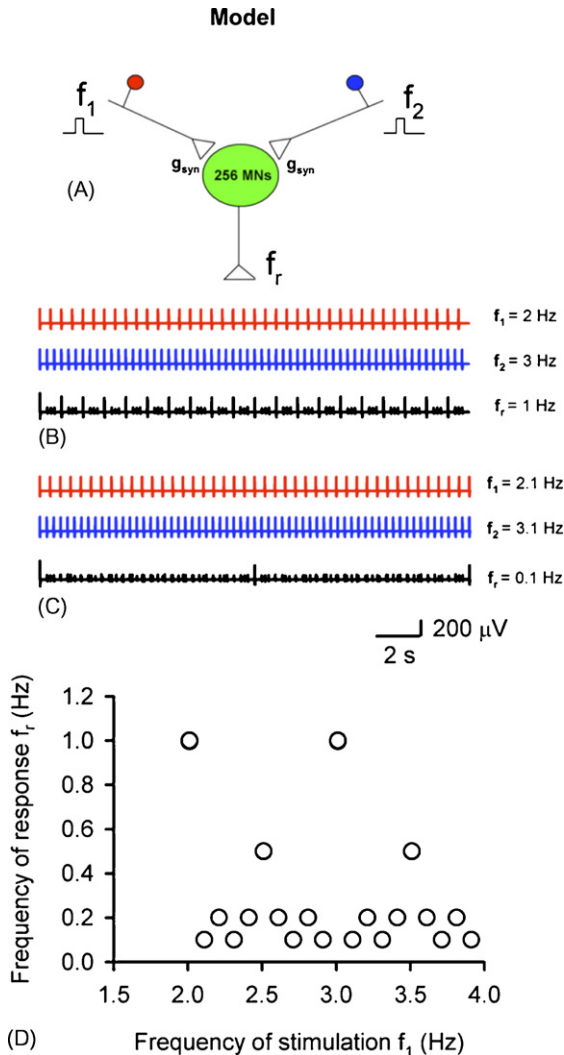 Model
f1 f2
gsyn 256 MNs gsyn
(A)
fr
f1 = 2 Hz
f2 = 3 Hz
fr = 1 Hz
(B)
f1 = 2.1 Hz
f2 = 3.1 Hz
fr = 0.1 Hz
(C)
200 µV
2 s
Frequency of response fr (Hz)
1.2
1.0
0.8
0.6
0.4
0.2
0.0
1.5 2.0 2.5 3.0 3.5 4.0
(D) Frequency of stimulation f1 (Hz)